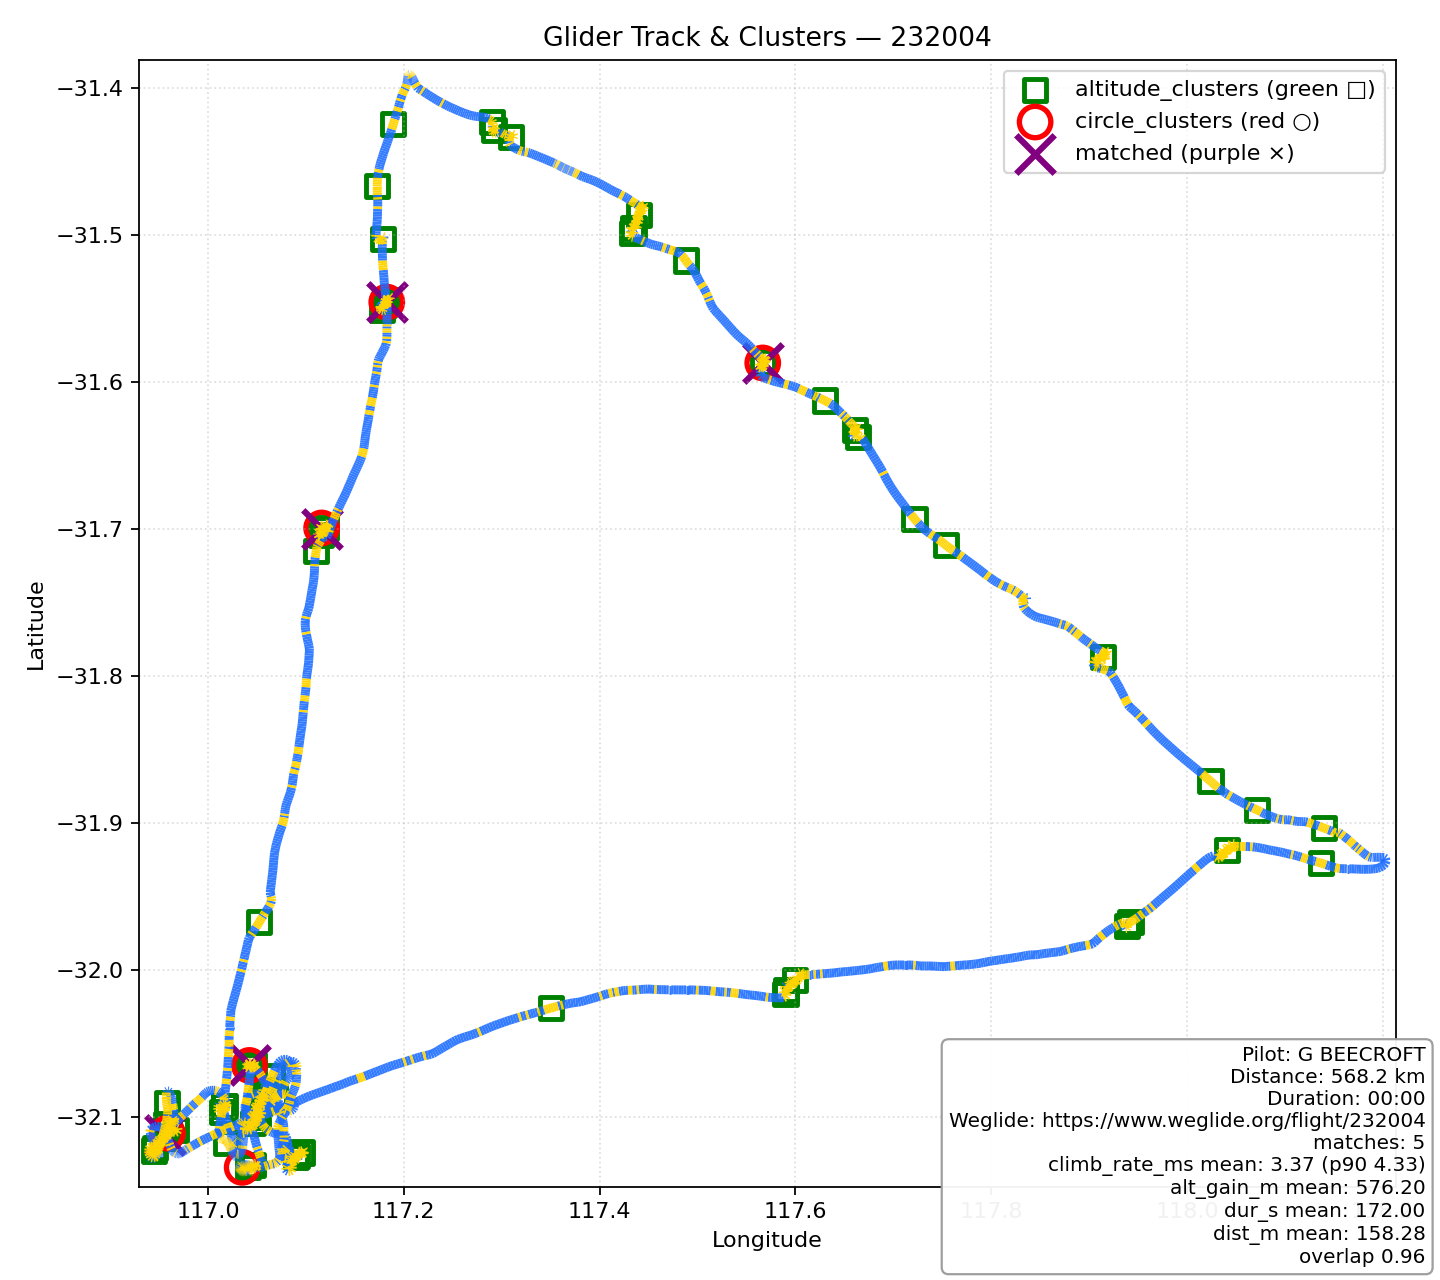 Glider Track & Clusters — 232004
altitude_clusters (green □)
circle_clusters (red ○)
matched (purple ×)
−31.4
−31.5
−31.6
−31.7
−31.8
−31.9
−32.0
−32.1
Latitude
117.0
117.2
117.4
117.6
117.8
118.0
Longitude
Pilot: G BEECROFT
Distance: 568.2 km
Duration: 00:00
Weglide: https://www.weglide.org/flight/232004
matches: 5
climb_rate_ms mean: 3.37 (p90 4.33)
alt_gain_m mean: 576.20
dur_s mean: 172.00
dist_m mean: 158.28
overlap 0.96